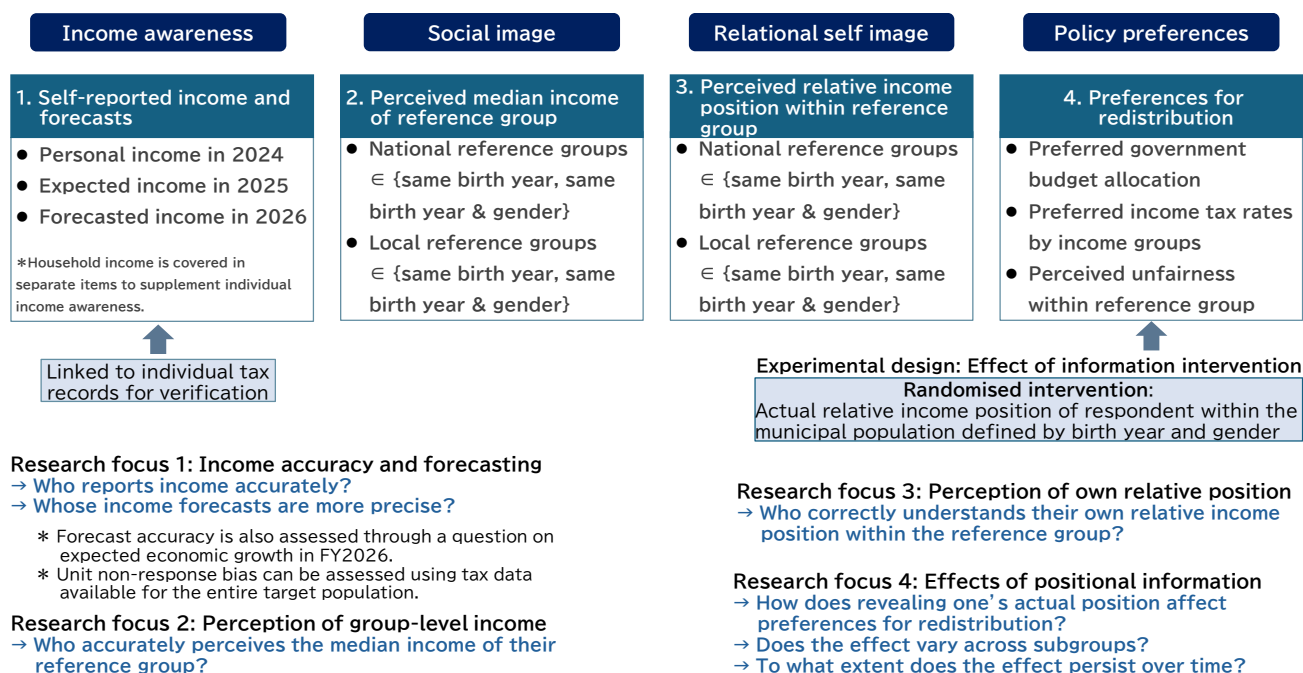 Income awareness
Social image
Relational self image
Policy preferences
1. Self-reported income and
forecasts
● Personal income in 2024
● Expected income in 2025
● Forecasted income in 2026
＊Household income is covered in
separate items to supplement individual
income awareness.
Linked to individual tax
records for verification
2. Perceived median income
of reference group
● National reference groups
∈ {same birth year, same
birth year & gender}
● Local reference groups
∈ {same birth year, same
birth year & gender}
3. Perceived relative income
position within reference
group
● National reference groups
∈ {same birth year, same
birth year & gender}
● Local reference groups
∈ {same birth year, same
birth year & gender}
4. Preferences for
redistribution
● Preferred government
budget allocation
● Preferred income tax rates
by income groups
● Perceived unfairness
within reference group
Experimental design: Effect of information intervention
Randomised intervention:
Actual relative income position of respondent within the
municipal population defined by birth year and gender
Research focus 1: Income accuracy and forecasting
→ Who reports income accurately?
→ Whose income forecasts are more precise?
＊ Forecast accuracy is also assessed through a question on
expected economic growth in FY2026.
＊ Unit non-response bias can be assessed using tax data
available for the entire target population.
Research focus 2: Perception of group-level income
→ Who accurately perceives the median income of their
reference group?
Research focus 3: Perception of own relative position
→ Who correctly understands their own relative income
position within the reference group?
Research focus 4: Effects of positional information
→ How does revealing one’s actual position affect
preferences for redistribution?
→ Does the effect vary across subgroups?
→ To what extent does the effect persist over time?